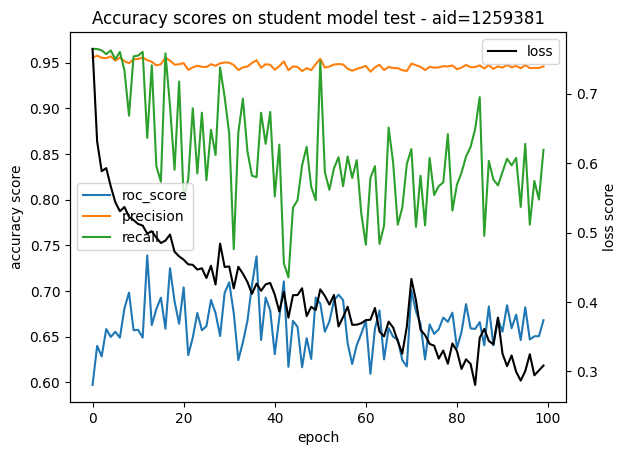 Accuracy scores on student model test - aid=1259381
loss
roc_score
precision
recall
accuracy score
loss score
0.95
0.90
0.85
0.80
0.75
0.70
0.65
0.60
0.7
0.6
0.5
0.4
0.3
0 20 40 60 80 100
epoch